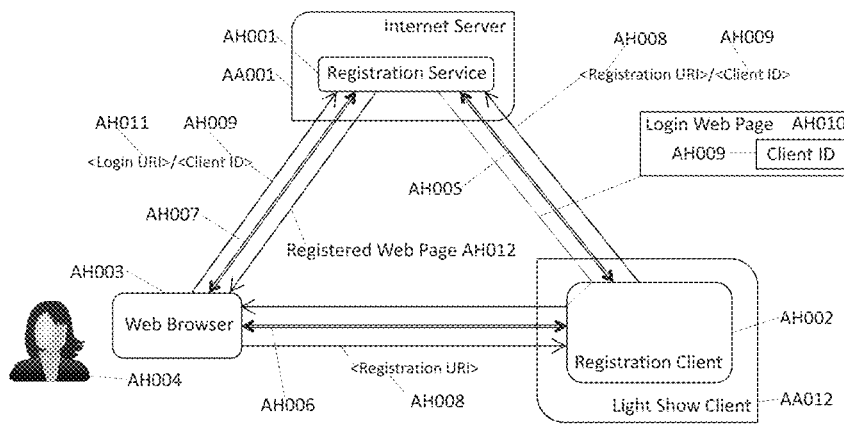 Internet Server
AH001
AH008
AH009
AA001
Registration Service
<Registration URI>/<Client ID>
AH011
AH009
Login Web Page AH010
<Login URI>/<Client ID>
AH009
Client ID
AH005
AH007
Registered Web Page AH012
AH003
Web Browser
AH002
Registration Client
<Registration URI>
AH004
AH006
AH008
Light Show Client
AA012